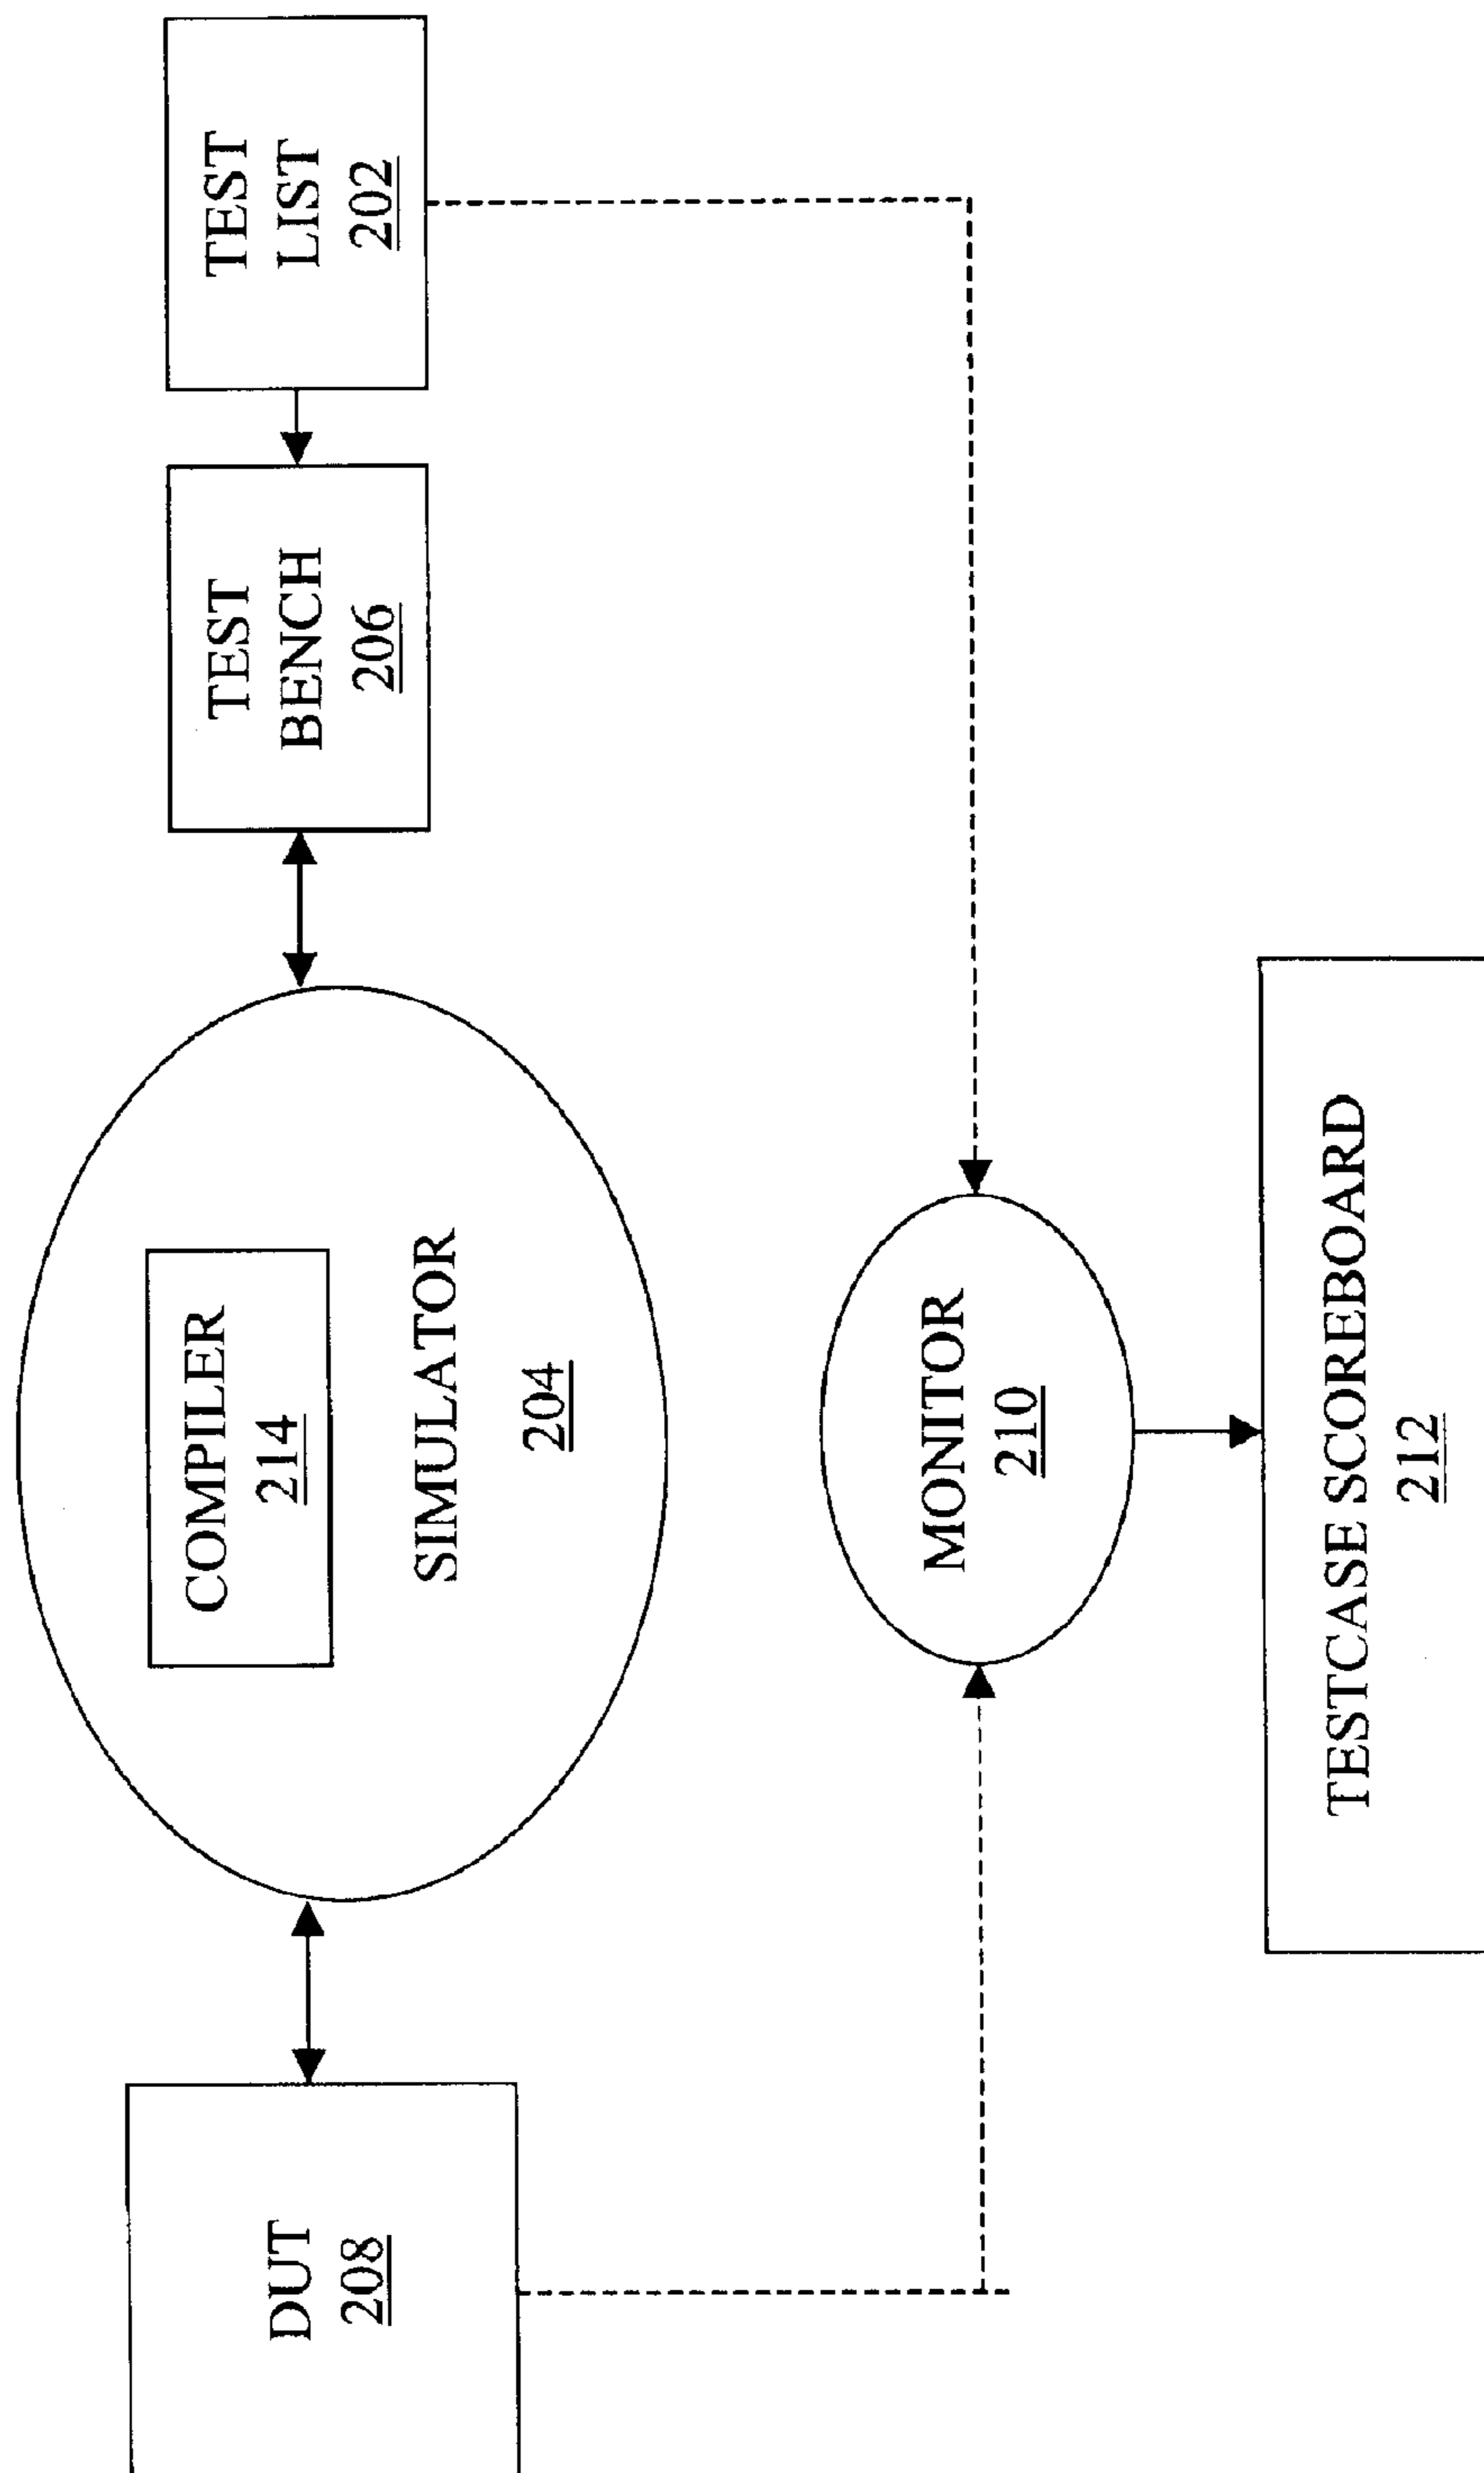 DUT
208
COMPILER
214
SIMULATOR
204
TEST
BENCH
206
TEST
LIST
202
MONITOR
210
TESTCASE SCOREBOARD
212